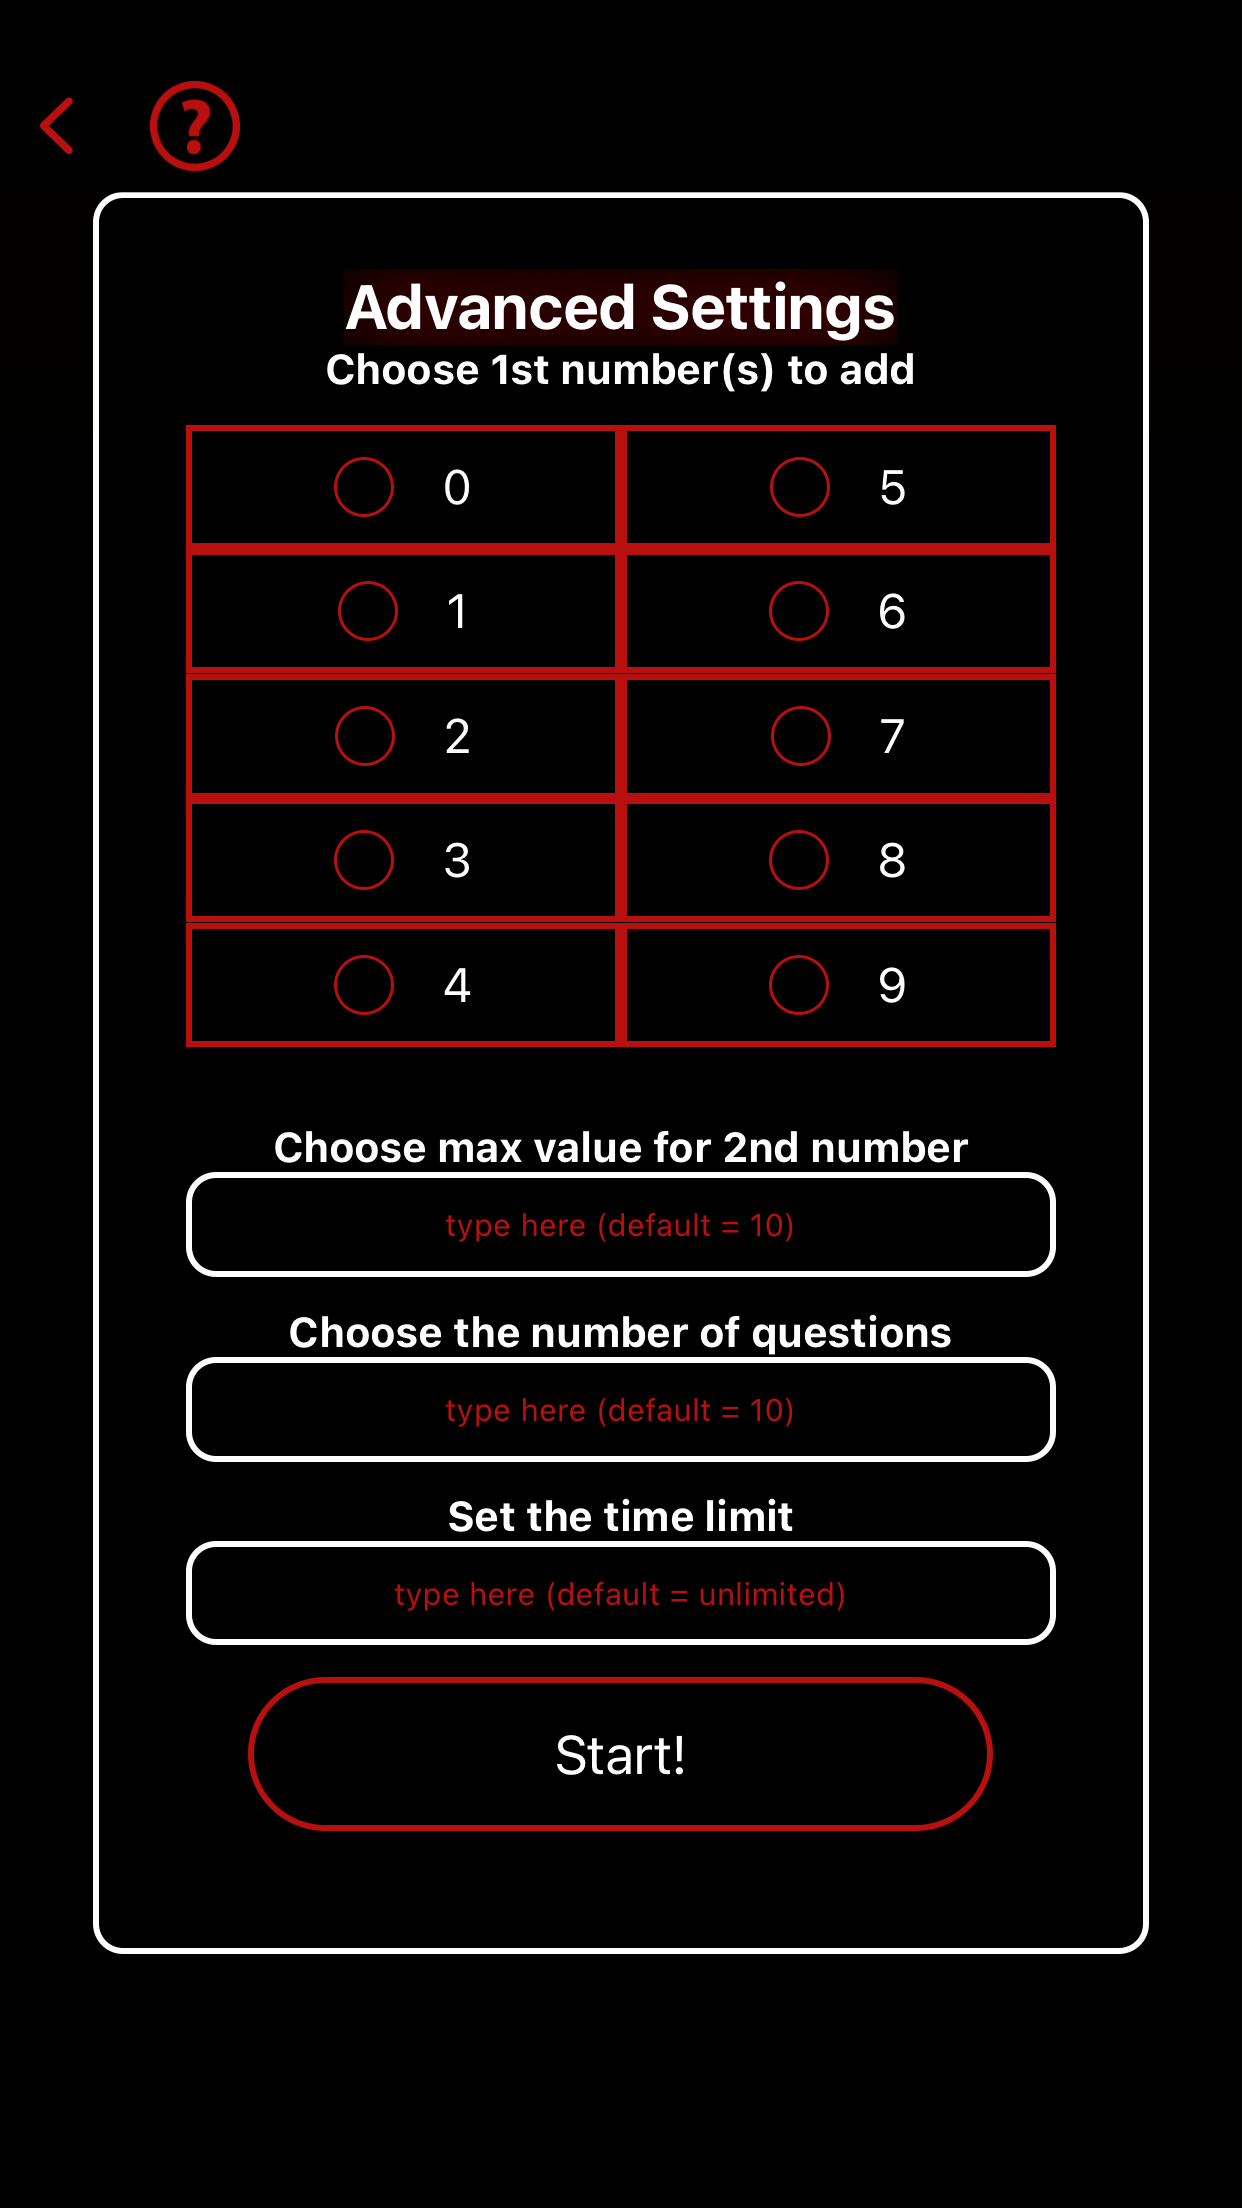 ?
Advanced Settings
Choose 1st number(s) to add
0 5
1 6
2 7
3 8
4 9
Choose max value for 2nd number
type here (default = 10)
Choose the number of questions
type here (default = 10)
Set the time limit
type here (default = unlimited)
Start!